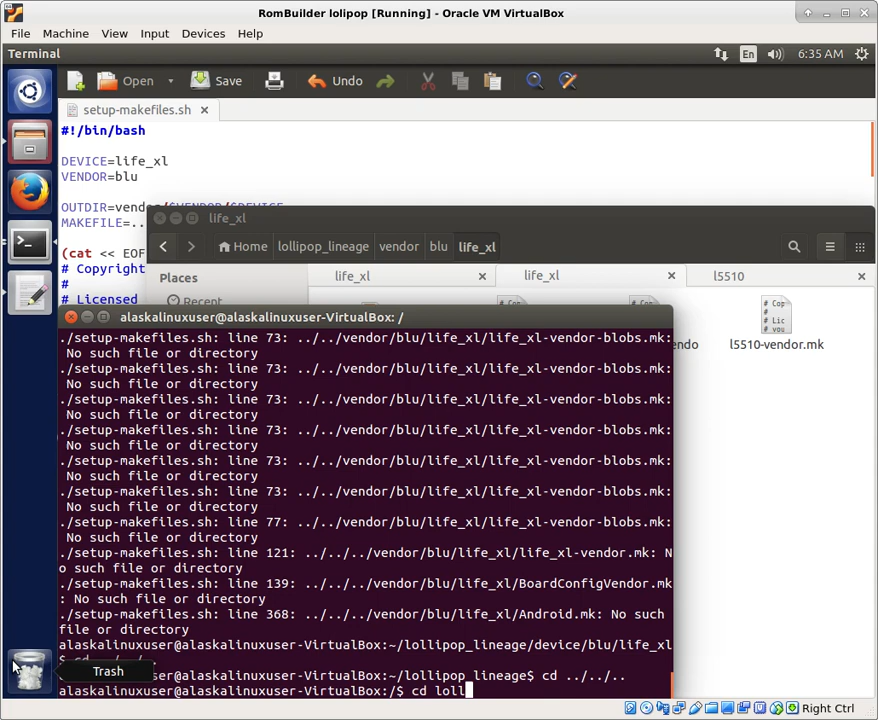 RomBuilder lolipop [Running] - Oracle VM VirtualBox
File Machine View Input Devices Help
Terminal
En
6:35 AM
Open
Save
Undo
setup-makefiles.sh
#!/bin/bash
DEVICE=life_xl
VENDOR=blu
MAKEFILE=..
(cat << EOF
# Copyright
#
# Licensed
life_xl
Home
lollipop_lineage
vendor
blu
life_xl
Places
life_xl
life_xl
l5510
Recent
# Cop
#
# Lic
# you
endo
l5510-vendor.mk
alaskalinuxuser@alaskalinuxuser-VirtualBox: /
./setup-makefiles.sh: line 73: ../../vendor/blu/life_xl/life_xl-vendor-blobs.mk:
No such file or directory
./setup-makefiles.sh: line 73: ../../vendor/blu/life_xl/life_xl-vendor-blobs.mk:
No such file or directory
./setup-makefiles.sh: line 73: ../../vendor/blu/life_xl/life_xl-vendor-blobs.mk:
No such file or directory
./setup-makefiles.sh: line 73: ../../vendor/blu/life_xl/life_xl-vendor-blobs.mk:
No such file or directory
./setup-makefiles.sh: line 73: ../../vendor/blu/life_xl/life_xl-vendor-blobs.mk:
No such file or directory
./setup-makefiles.sh: line 73: ../../vendor/blu/life_xl/life_xl-vendor-blobs.mk:
No such file or directory
./setup-makefiles.sh: line 77: ../../vendor/blu/life_xl/life_xl-vendor-blobs.mk:
No such file or directory
./setup-makefiles.sh: line 121: ../../../vendor/blu/life_xl/life_xl-vendor.mk: N
o such file or directory
./setup-makefiles.sh: line 139: ../../vendor/blu/life_xl/BoardConfigVendor.mk
: No such file or directory
./setup-makefiles.sh: line 368: ../../vendor/blu/life_xl/Android.mk: No such
file or directory
alaskalinuxuser@alaskalinuxuser-VirtualBox:~/lollipop_lineage/device/blu/life_xl
Trash
alaskalinuxuser@alaskalinuxuser-VirtualBox:~/lollipop_lineage$ cd ../../..
alaskalinuxuser@alaskalinuxuser-VirtualBox:/$ cd loll
Right Ctrl